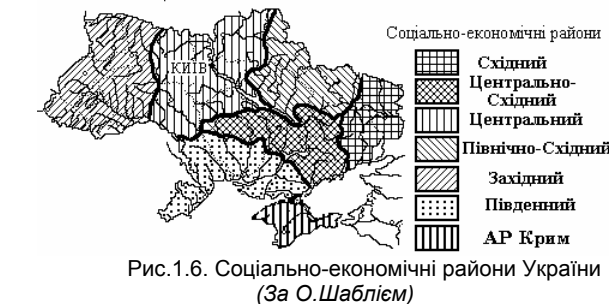 Соціально-економічні райони
КИЇВ
Східний
Центрально-
Східний
Центральний
Північно-Східний
Західний
Південний
АР Крим
Рис.1.6. Соціально-економічні райони України
(За О.Шаблієм)